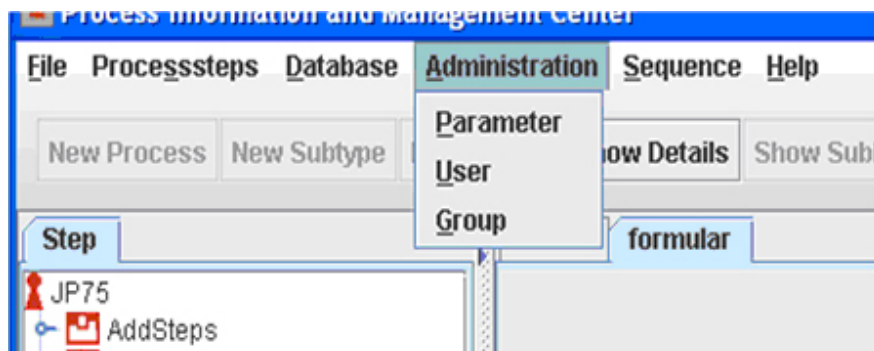 Process Information and Management Center
File Processsteps Database Administration Sequence Help
Parameter
User
Group
New Process New Subtype ow Details Show Sub
Step
formular
JP75
AddSteps